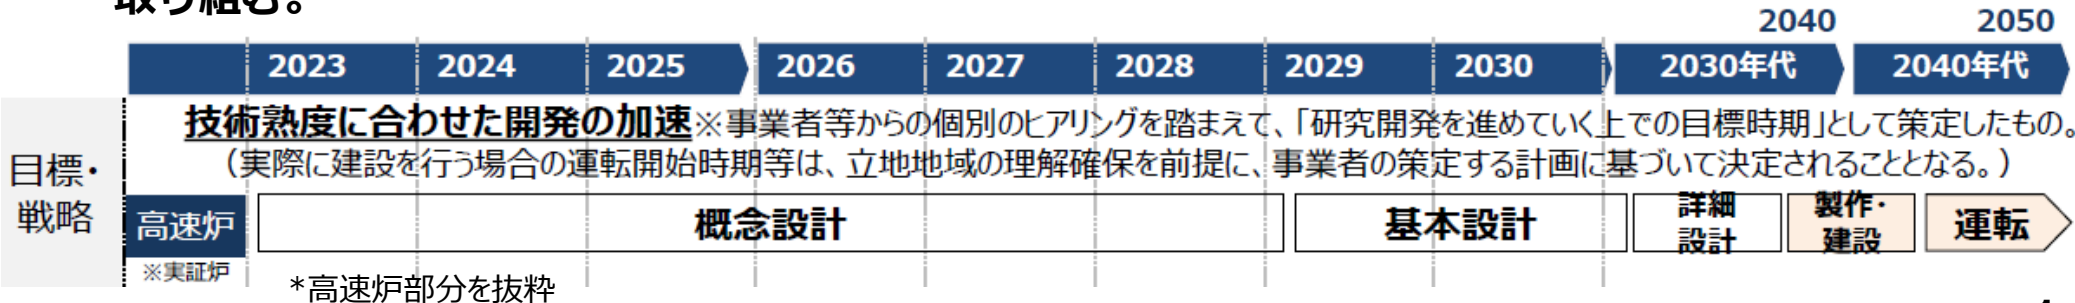 取り組む。
2040 2050
2023 2024 2025 2026 2027 2028 2029 2030 2030年代 2040年代
技術熟度に合わせた開発の加速※事業者等からの個別のヒアリングを踏まえて、「研究開発を進めていく上での目標時期」として策定したもの。
（実際に建設を行う場合の運転開始時期等は、立地地域の理解確保を前提に、事業者の策定する計画に基づいて決定されることとなる。）
目標・
戦略
高速炉
※実証炉
概念設計
基本設計
詳細
設計
製作・
建設
運転
*高速炉部分を抜粋